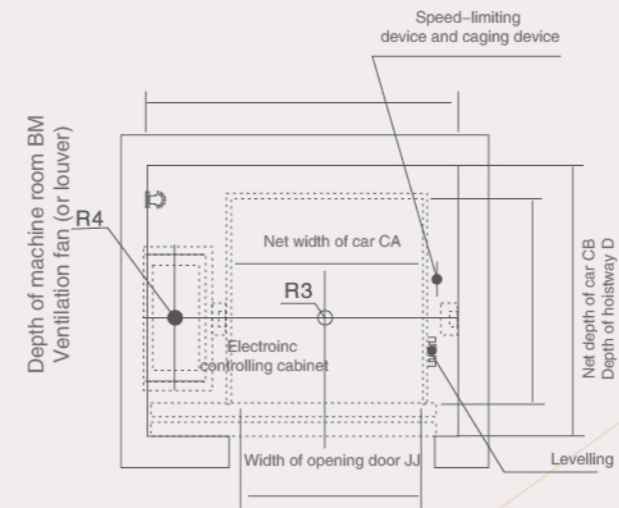 Speed-limiting
device and caging device
Depth of machine room BM
Ventilation fan (or louver)
R4
Net width of car CA
R3
Electroinc
controlling cabinet
Net depth of car CB
Depth of hoistway D
Width of opening door JJ
Levelling